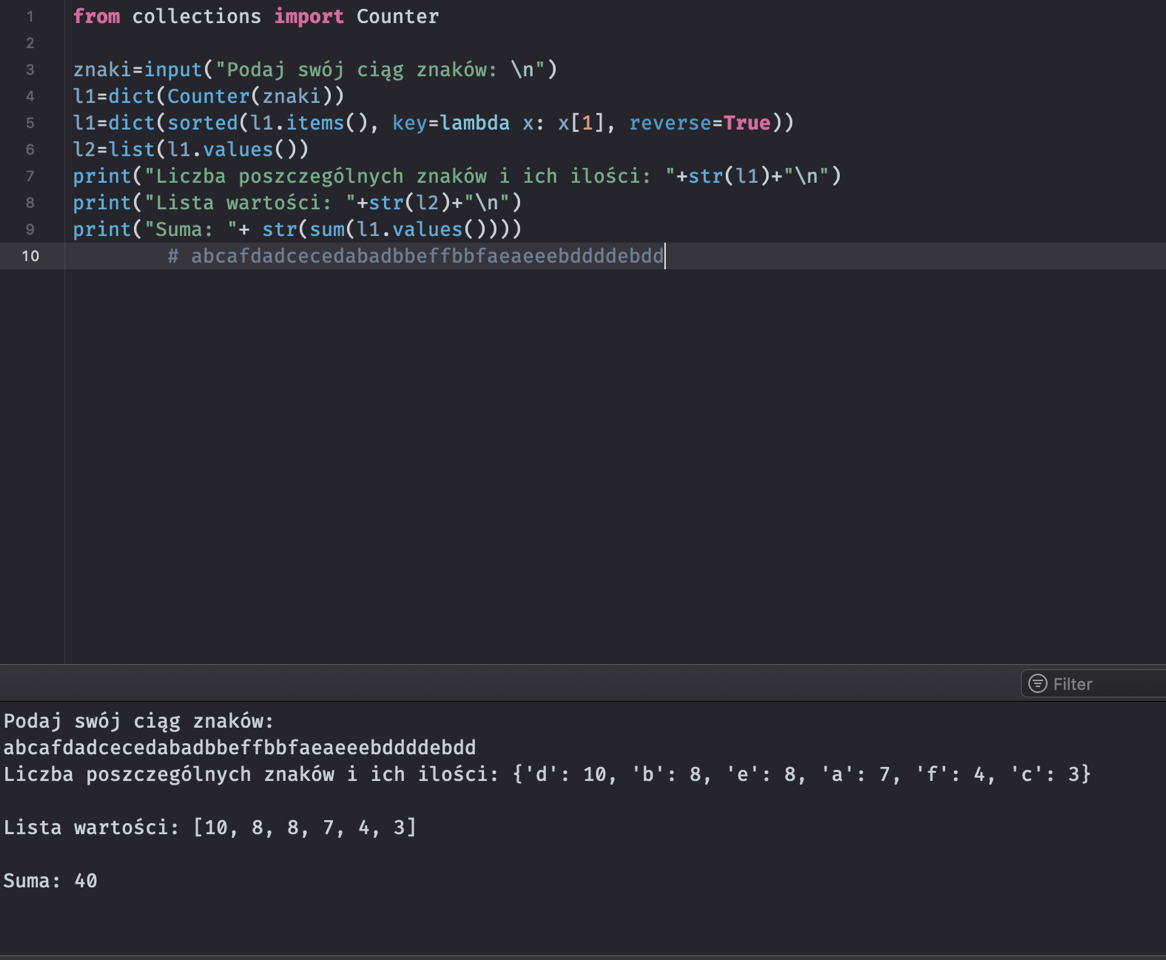 1 from collections import Counter
2
3 znaki=input("Podaj swój ciąg znaków: \n")
4 l1=dict(Counter(znaki))
5 l1=dict(sorted(l1.items(), key=lambda x: x[1], reverse=True))
6 l2=list(l1.values())
7 print("Liczba poszczególnych znaków i ich ilości: "+str(l1)+"\n")
8 print("Lista wartości: "+str(l2)+"\n")
9 print("Suma: "+ str(sum(l1.values())))
10 # abcafdadcecedabadbbeffbbfaeaeeebddddebdd
Filter
Podaj swój ciąg znaków:
abcafdadcecedabadbbeffbbfaeaeeebddddebdd
Liczba poszczególnych znaków i ich ilości: {'d': 10, 'b': 8, 'e': 8, 'a': 7, 'f': 4, 'c': 3}
Lista wartości: [10, 8, 8, 7, 4, 3]
Suma: 40